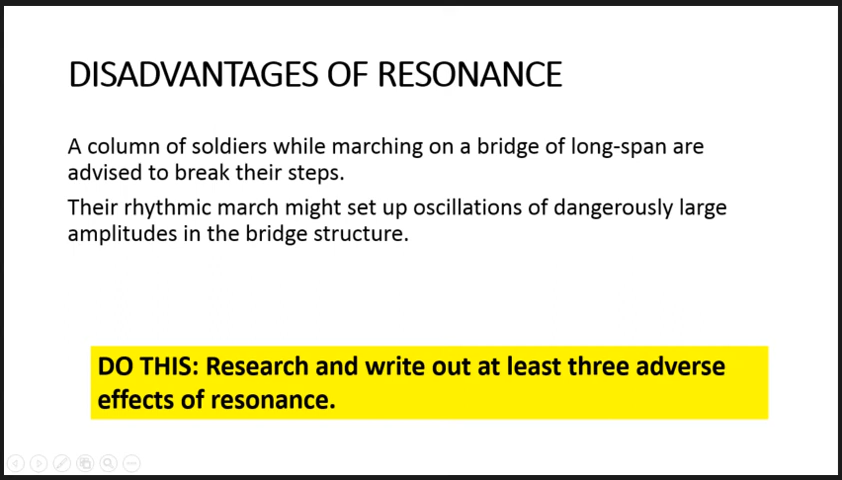 DISADVANTAGES OF RESONANCE
A column of soldiers while marching on a bridge of long-span are
advised to break their steps.
Their rhythmic march might set up oscillations of dangerously large
amplitudes in the bridge structure.
DO THIS: Research and write out at least three adverse
effects of resonance.